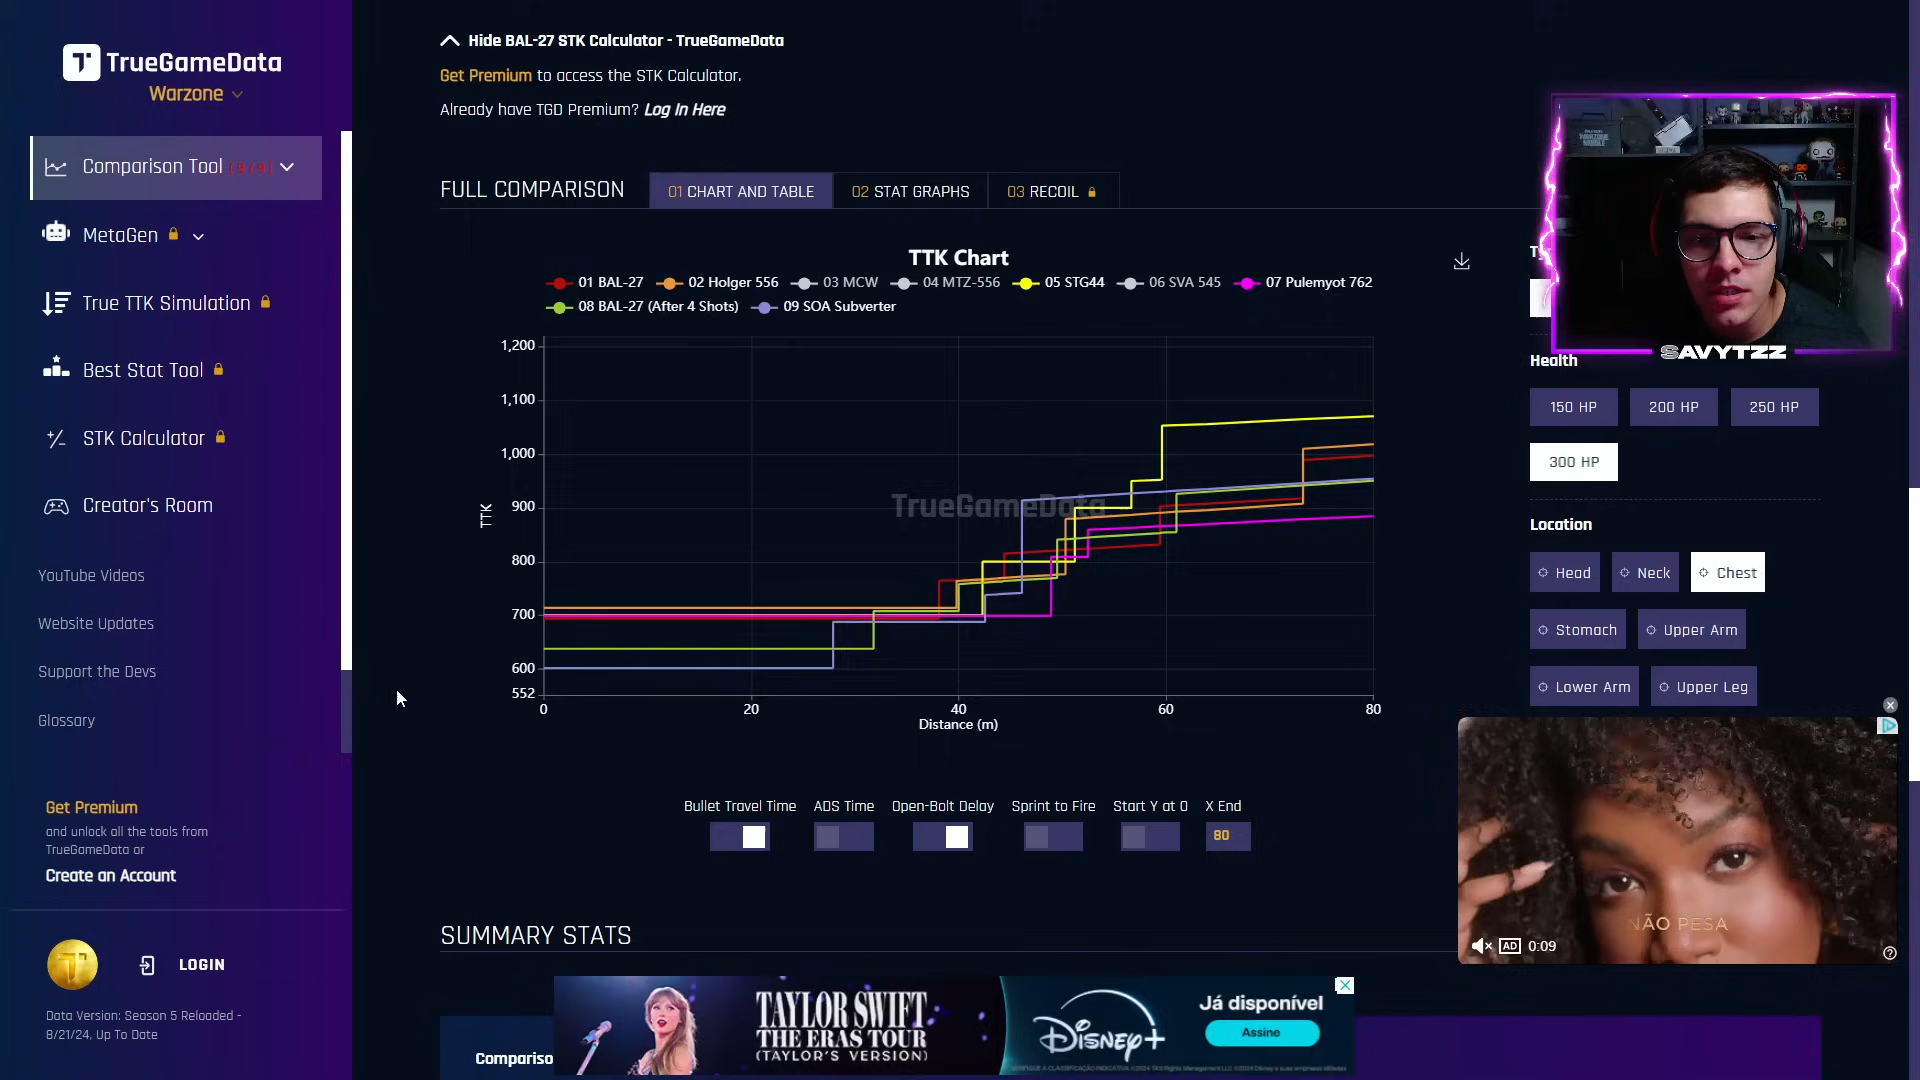 TrueGameData
Warzone
Comparison Tool (9/9)
MetaGen
True TTK Simulation
Best Stat Tool
STK Calculator
Creator's Room
YouTube Videos
Website Updates
Support the Devs
Glossary
Get Premium
and unlock all the tools from
TrueGameData or
Create an Account
LOGIN
Data Version: Season 5 Reloaded -
8/21/24, Up To Date
Hide BAL-27 STK Calculator - TrueGameData
Get Premium to access the STK Calculator.
Already have TGD Premium? Log In Here
FULL COMPARISON
01 CHART AND TABLE
02 STAT GRAPHS
03 RECOIL
TTK Chart
01 BAL-27
02 Holger 556
03 MCW
04 MTZ-556
05 STG44
06 SVA 545
07 Pulemyot 762
08 BAL-27 (After 4 Shots)
09 SOA Subverter
1,200
1,100
1,000
900
800
700
600
552
TTK
TrueGameData
0
20
40
60
80
Distance (m)
Bullet Travel Time
ADS Time
Open-Bolt Delay
Sprint to Fire
Start Y at 0
X End
80
SUMMARY STATS
Compariso
SAVYTZZ
Health
150 HP
200 HP
250 HP
300 HP
Location
Head
Neck
Chest
Stomach
Upper Arm
Lower Arm
Upper Leg
NÃO PESA
AD 0:09
TAYLOR SWIFT
THE ERAS TOUR
(TAYLOR'S VERSION)
Disney+
Já disponível
Assine